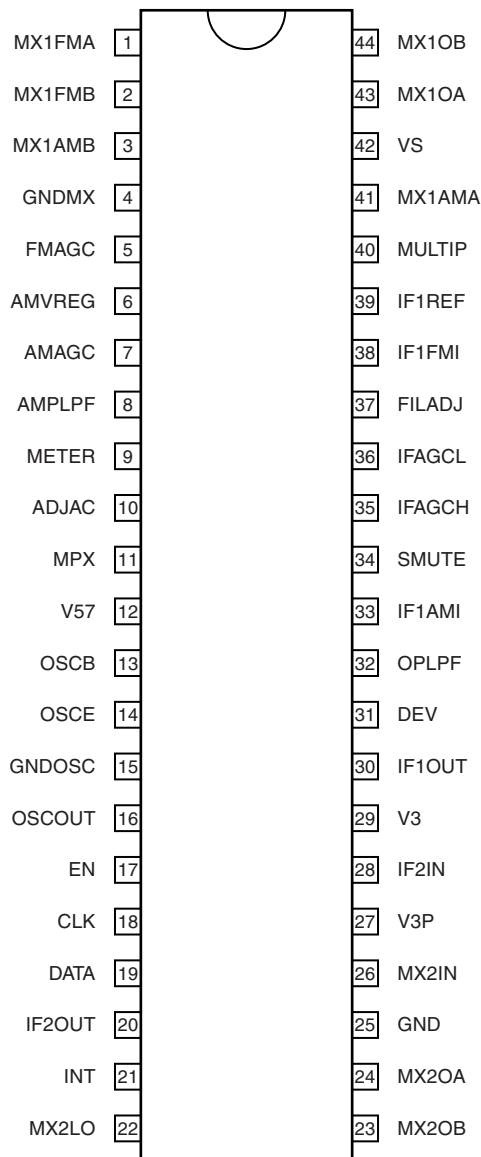 MX1FMA 1 44 MX1OB
MX1FMB 2 43 MX1OA
MX1AMB 3 42 VS
GNDMX 4 41 MX1AMA
FMAGC 5 40 MULTIP
AMVREG 6 39 IF1REF
AMAGC 7 38 IF1FMI
AMPLPF 8 37 FILADJ
METER 9 36 IFAGCL
ADJAC 10 35 IFAGCH
MPX 11 34 SMUTE
V57 12 33 IF1AMI
OSCB 13 32 OPLPF
OSCE 14 31 DEV
GNDOSC 15 30 IF1OUT
OSCOUT 16 29 V3
EN 17 28 IF2IN
CLK 18 27 V3P
DATA 19 26 MX2IN
IF2OUT 20 25 GND
INT 21 24 MX2OA
MX2LO 22 23 MX2OB